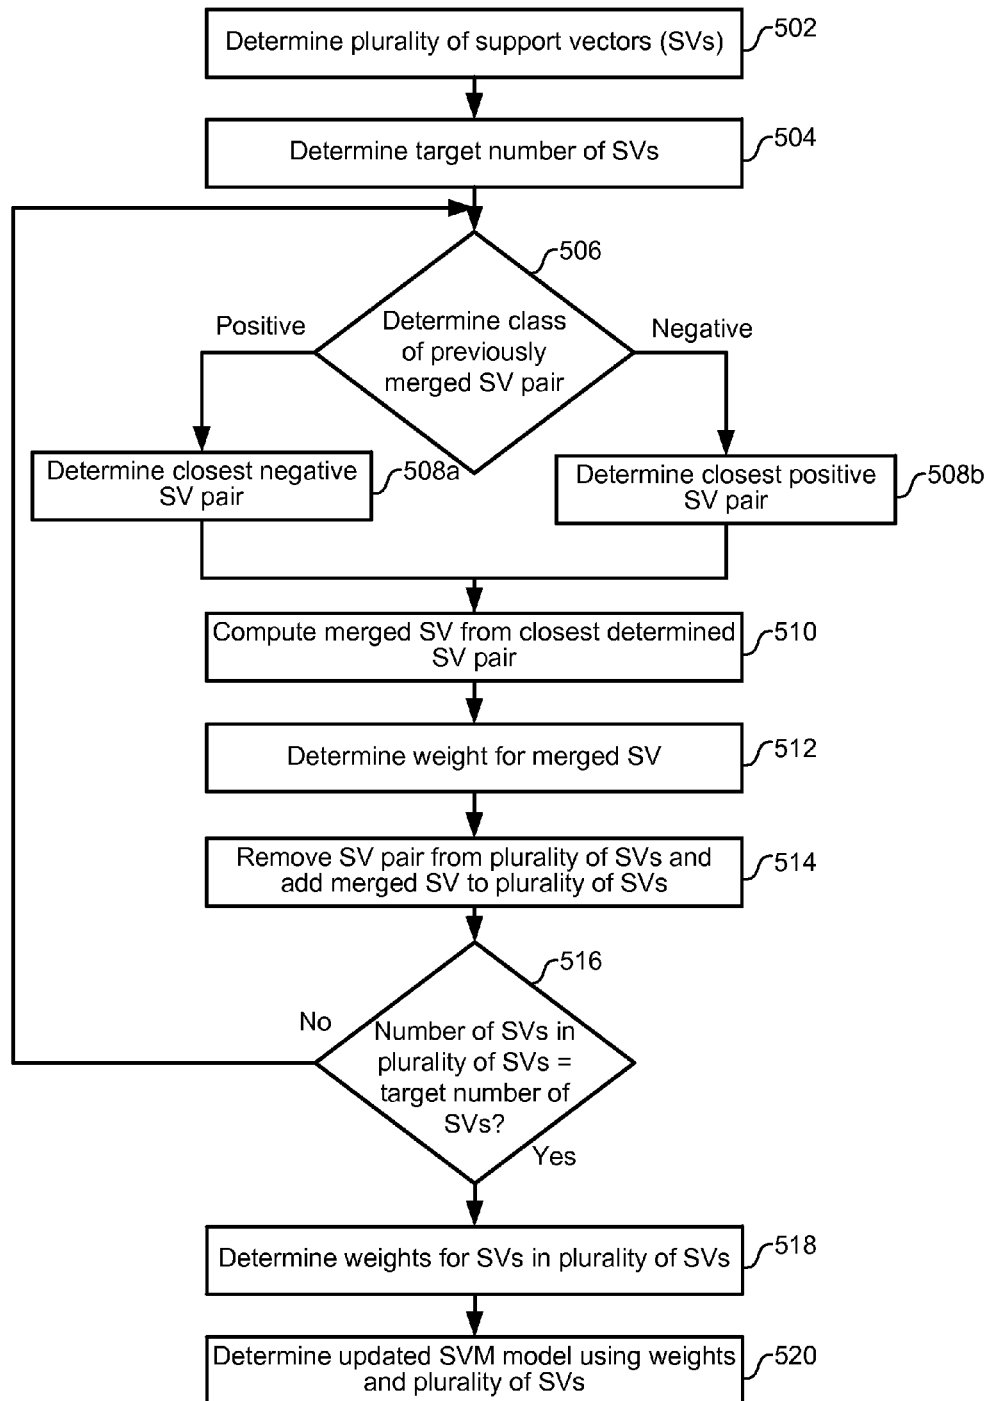 Determine plurality of support vectors (SVs)
502
Determine target number of SVs
504
506
Determine class
of previously
merged SV pair
Positive
Negative
Determine closest negative
SV pair
508a
Determine closest positive
SV pair
508b
Compute merged SV from closest determined
SV pair
510
Determine weight for merged SV
512
Remove SV pair from plurality of SVs and
add merged SV to plurality of SVs
514
516
No
Number of SVs in
plurality of SVs =
target number of
SVs?
Yes
Determine weights for SVs in plurality of SVs
518
Determine updated SVM model using weights
and plurality of SVs
520